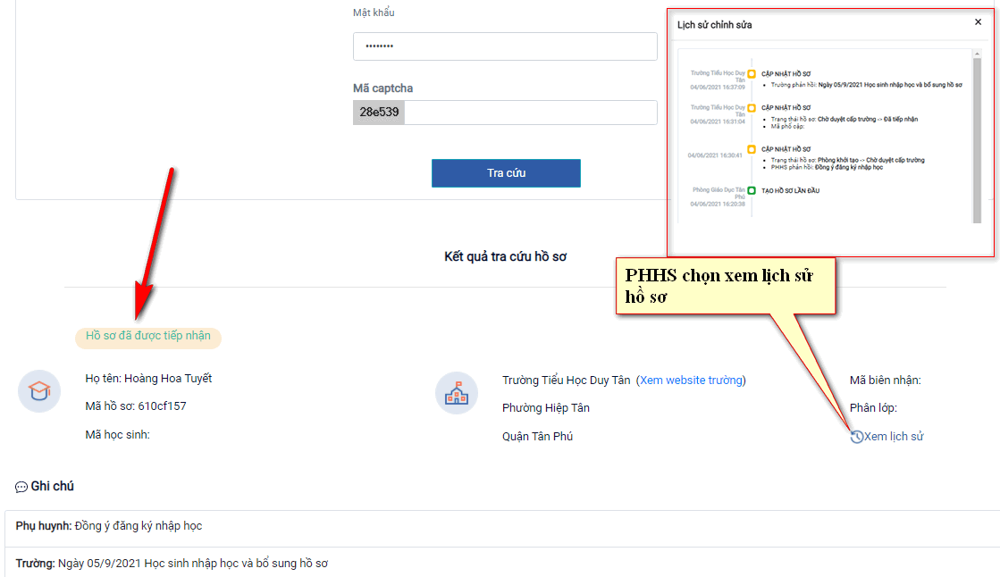 Mật khẩu
••••••••
Mã captcha
28e539
Tra cứu
Lịch sử chỉnh sửa
×
Trường Tiểu Học Duy
Tân
04/06/2021 16:37:09
CẬP NHẬT HỒ SƠ
• Trường phản hồi: Ngày 05/9/2021 Học sinh nhập học và bổ sung hồ sơ
Trường Tiểu Học Duy
Tân
04/06/2021 16:31:04
CẬP NHẬT HỒ SƠ
• Trạng thái hồ sơ: Chờ duyệt cấp trường -> Đã tiếp nhận
• Mã phổ cập:
04/06/2021 16:30:41
CẬP NHẬT HỒ SƠ
• Trạng thái hồ sơ: Phòng khởi tạo -> Chờ duyệt cấp trường
• PHHS phản hồi: Đồng ý đăng ký nhập học
Phòng Giáo Dục Tân
Phú
04/06/2021 16:20:38
TẠO HỒ SƠ LẦN ĐẦU
Kết quả tra cứu hồ sơ
PHHS chọn xem lịch sử
hồ sơ
Hồ sơ đã được tiếp nhận
Họ tên: Hoàng Hoa Tuyết
Mã hồ sơ: 610cf157
Mã học sinh:
Trường Tiểu Học Duy Tân (Xem website trường)
Phường Hiệp Tân
Quận Tân Phú
Mã biên nhận:
Phân lớp:
Xem lịch sử
Ghi chú
Phụ huynh: Đồng ý đăng ký nhập học
Trường: Ngày 05/9/2021 Học sinh nhập học và bổ sung hồ sơ